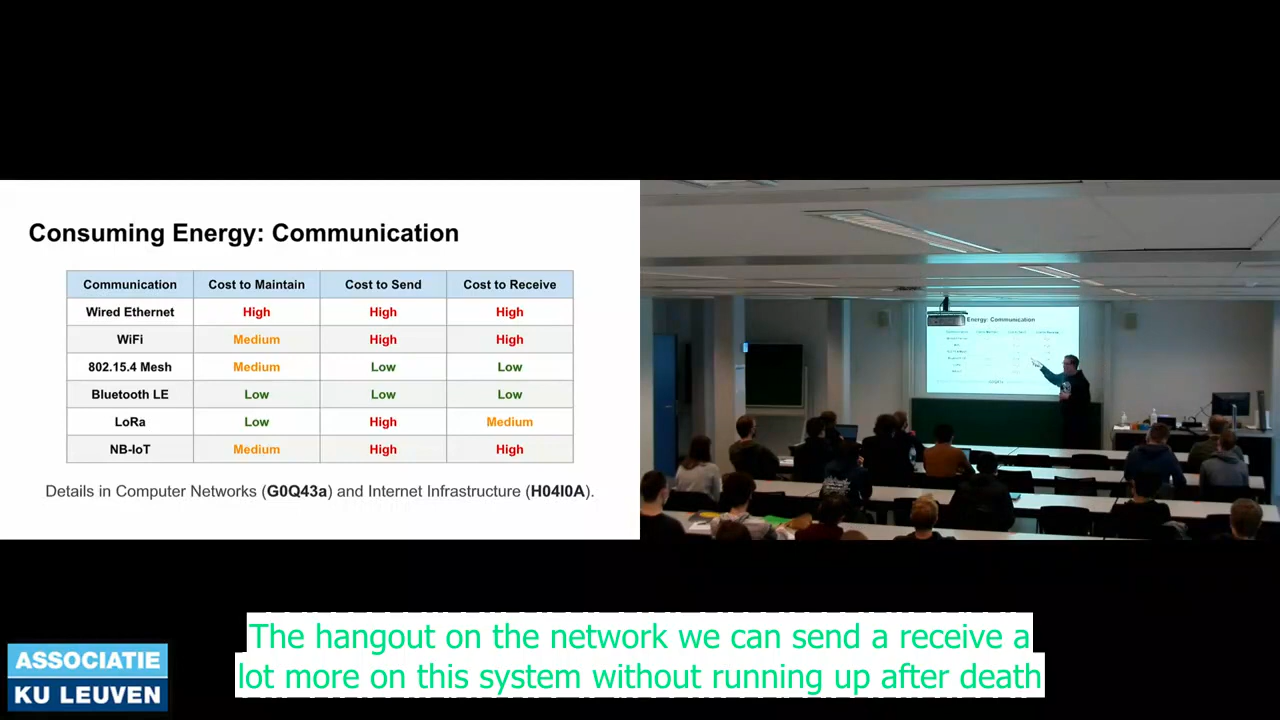 Consuming Energy: Communication
Communication Cost to Maintain Cost to Send Cost to Receive
Wired Ethernet High High High
WiFi Medium High High
802.15.4 Mesh Medium Low Low
Bluetooth LE Low Low Low
LoRa Low High Medium
NB-IoT Medium High High
Details in Computer Networks (G0Q43a) and Internet Infrastructure (H04I0A).
Energy: Communication
The hangout on the network we can send a receive a
lot more on this system without running up after death
ASSOCIATIE
KU LEUVEN